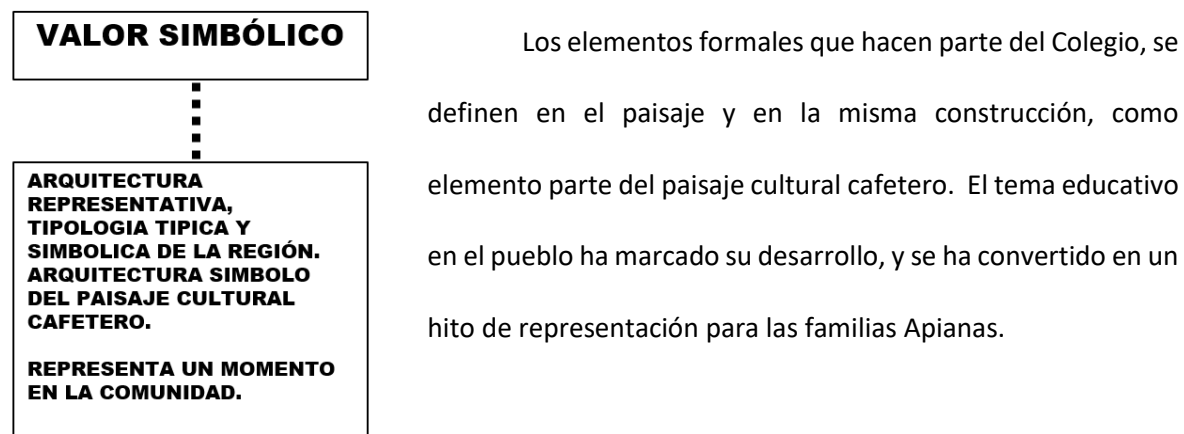 VALOR SIMBÓLICO
ARQUITECTURA
REPRESENTATIVA,
TIPOLOGIA TIPICA Y
SIMBOLICA DE LA REGIÓN.
ARQUITECTURA SIMBOLO
DEL PAISAJE CULTURAL
CAFETERO.
REPRESENTA UN MOMENTO
EN LA COMUNIDAD.
Los elementos formales que hacen parte del Colegio, se
definen en el paisaje y en la misma construcción, como
elemento parte del paisaje cultural cafetero. El tema educativo
en el pueblo ha marcado su desarrollo, y se ha convertido en un
hito de representación para las familias Apianas.